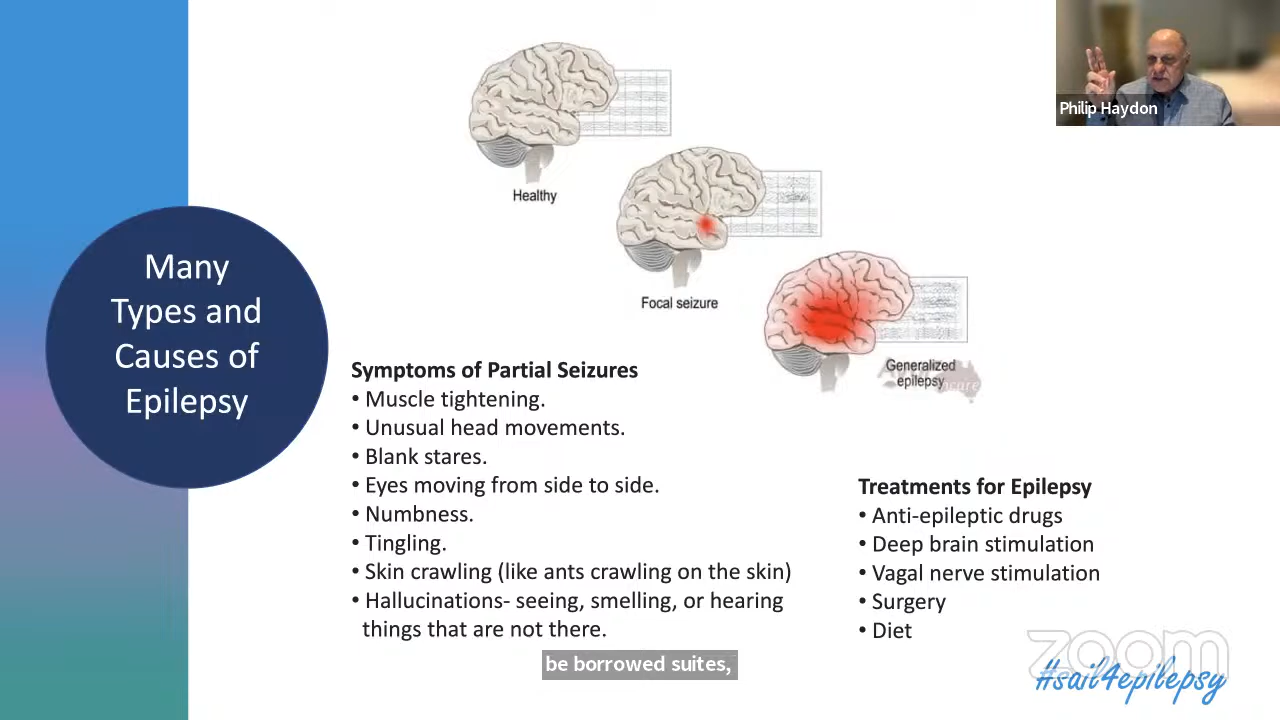 Philip Haydon
Many
Types and
Causes of
Epilepsy
Healthy
Focal seizure
Generalized
epilepsy
Symptoms of Partial Seizures
• Muscle tightening.
• Unusual head movements.
• Blank stares.
• Eyes moving from side to side.
• Numbness.
• Tingling.
• Skin crawling (like ants crawling on the skin)
• Hallucinations- seeing, smelling, or hearing
things that are not there.
Treatments for Epilepsy
• Anti-epileptic drugs
• Deep brain stimulation
• Vagal nerve stimulation
• Surgery
• Diet
zoom
#sail4epilepsy
be borrowed suites,